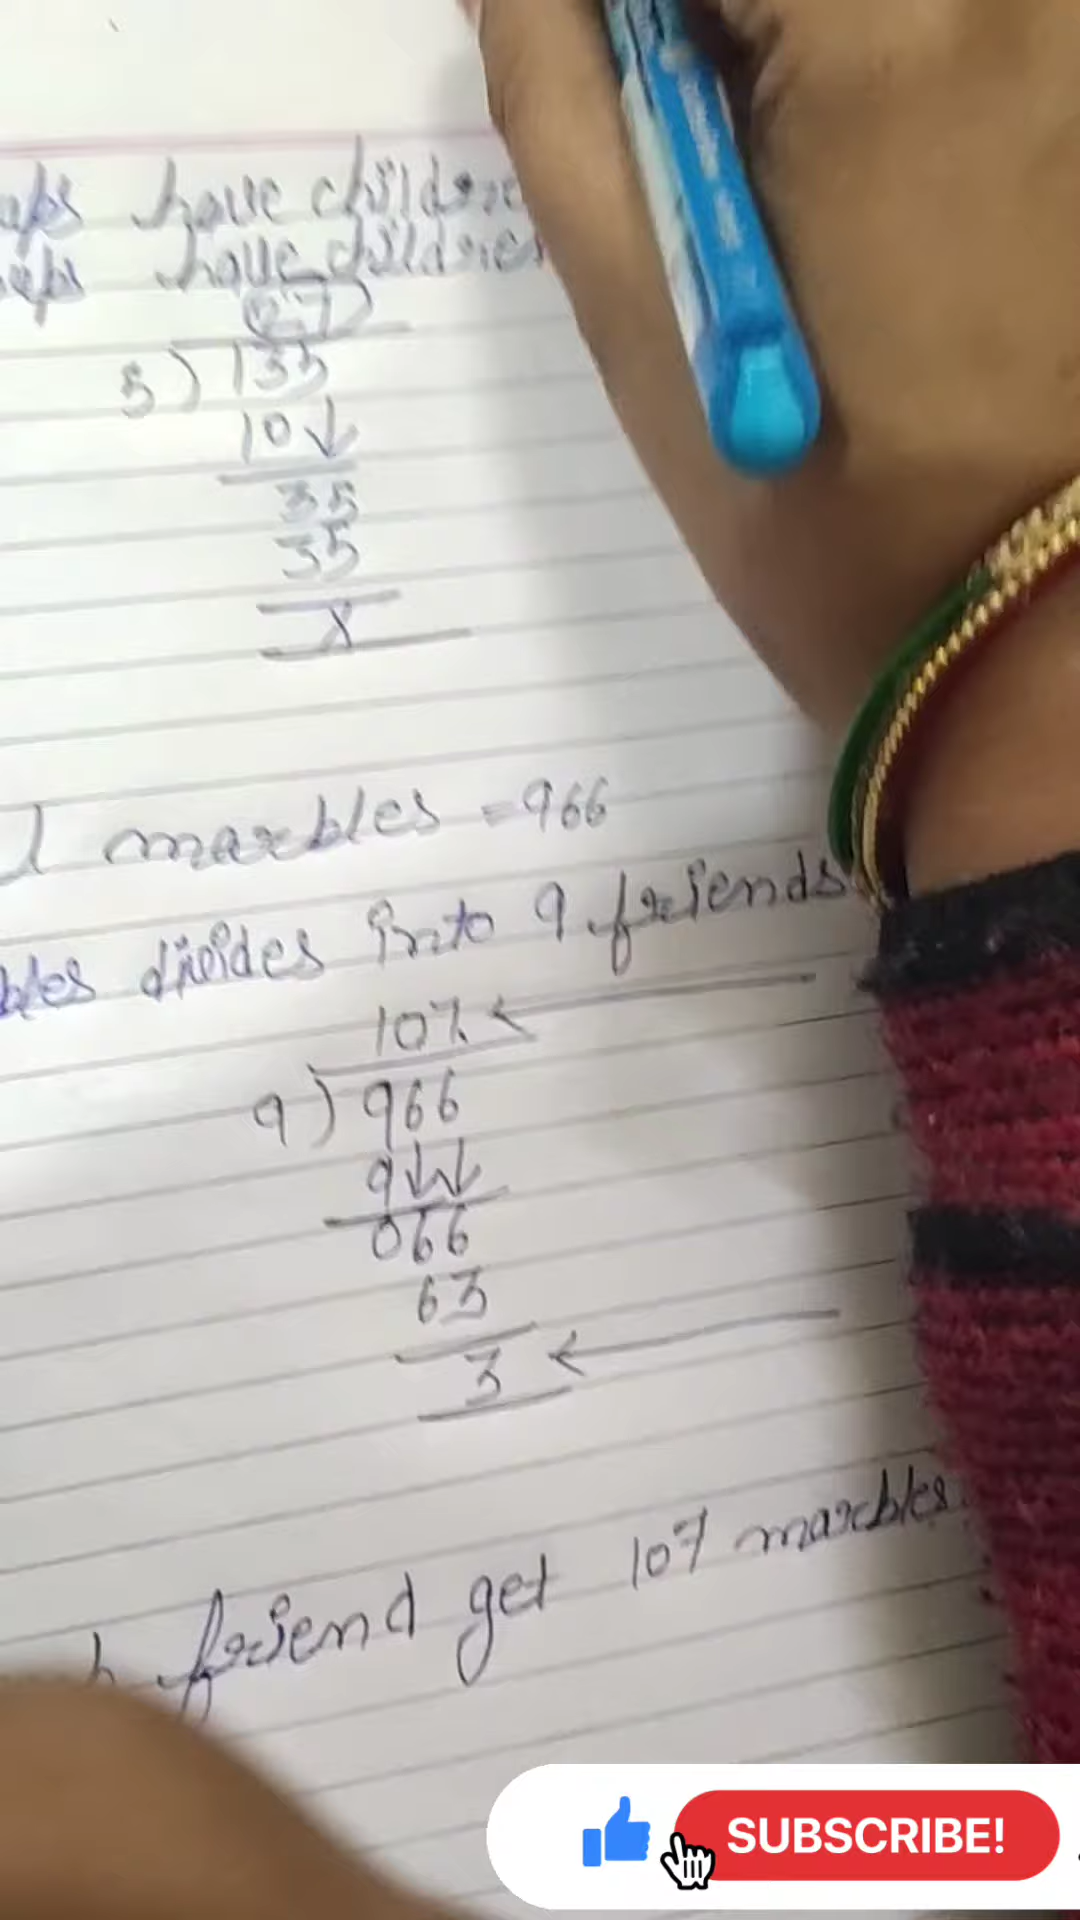 have children
have children
27
5 ) 135
10↓
35
35
x
marbles = 966
divides into 9 friends
107 ←
9 ) 966
9↓↓
066
63
3 ←
friend get 107 marbles
SUBSCRIBE!